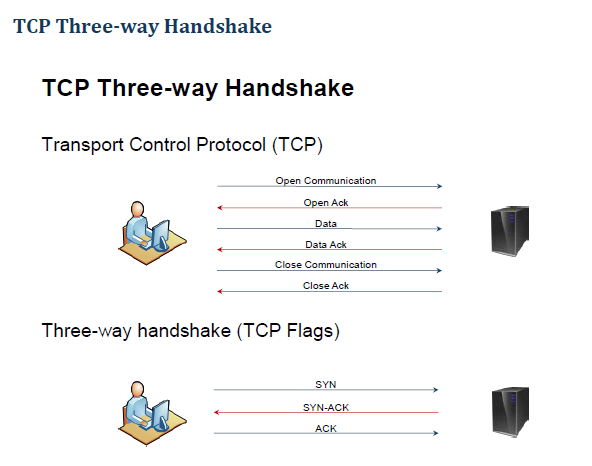 TCP Three-way Handshake
TCP Three-way Handshake
Transport Control Protocol (TCP)
Open Communication
Open Ack
Data
Data Ack
Close Communication
Close Ack
Three-way handshake (TCP Flags)
SYN
SYN-ACK
ACK